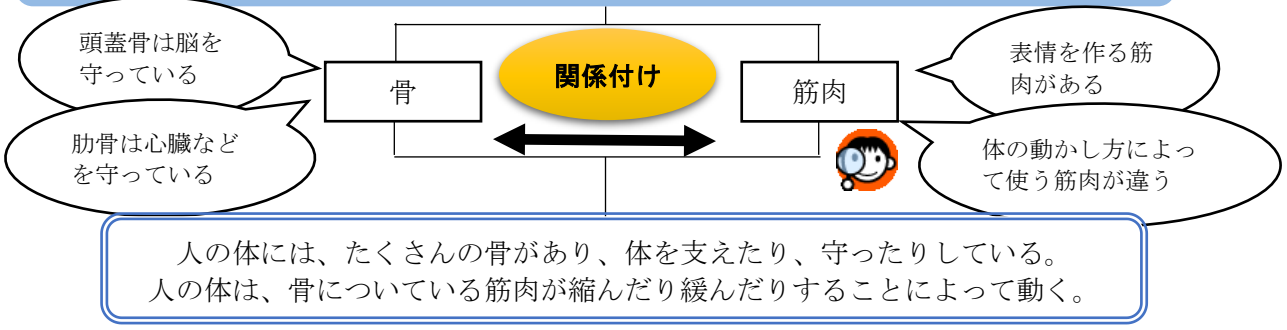 頭蓋骨は脳を
守っている
肋骨は心臓など
を守っている
骨
関係付け
筋肉
表情を作る筋
肉がある
体の動かし方によっ
て使う筋肉が違う
人の体には、たくさんの骨があり、体を支えたり、守ったりしている。
人の体は、骨についている筋肉が縮んだり緩んだりすることによって動く。